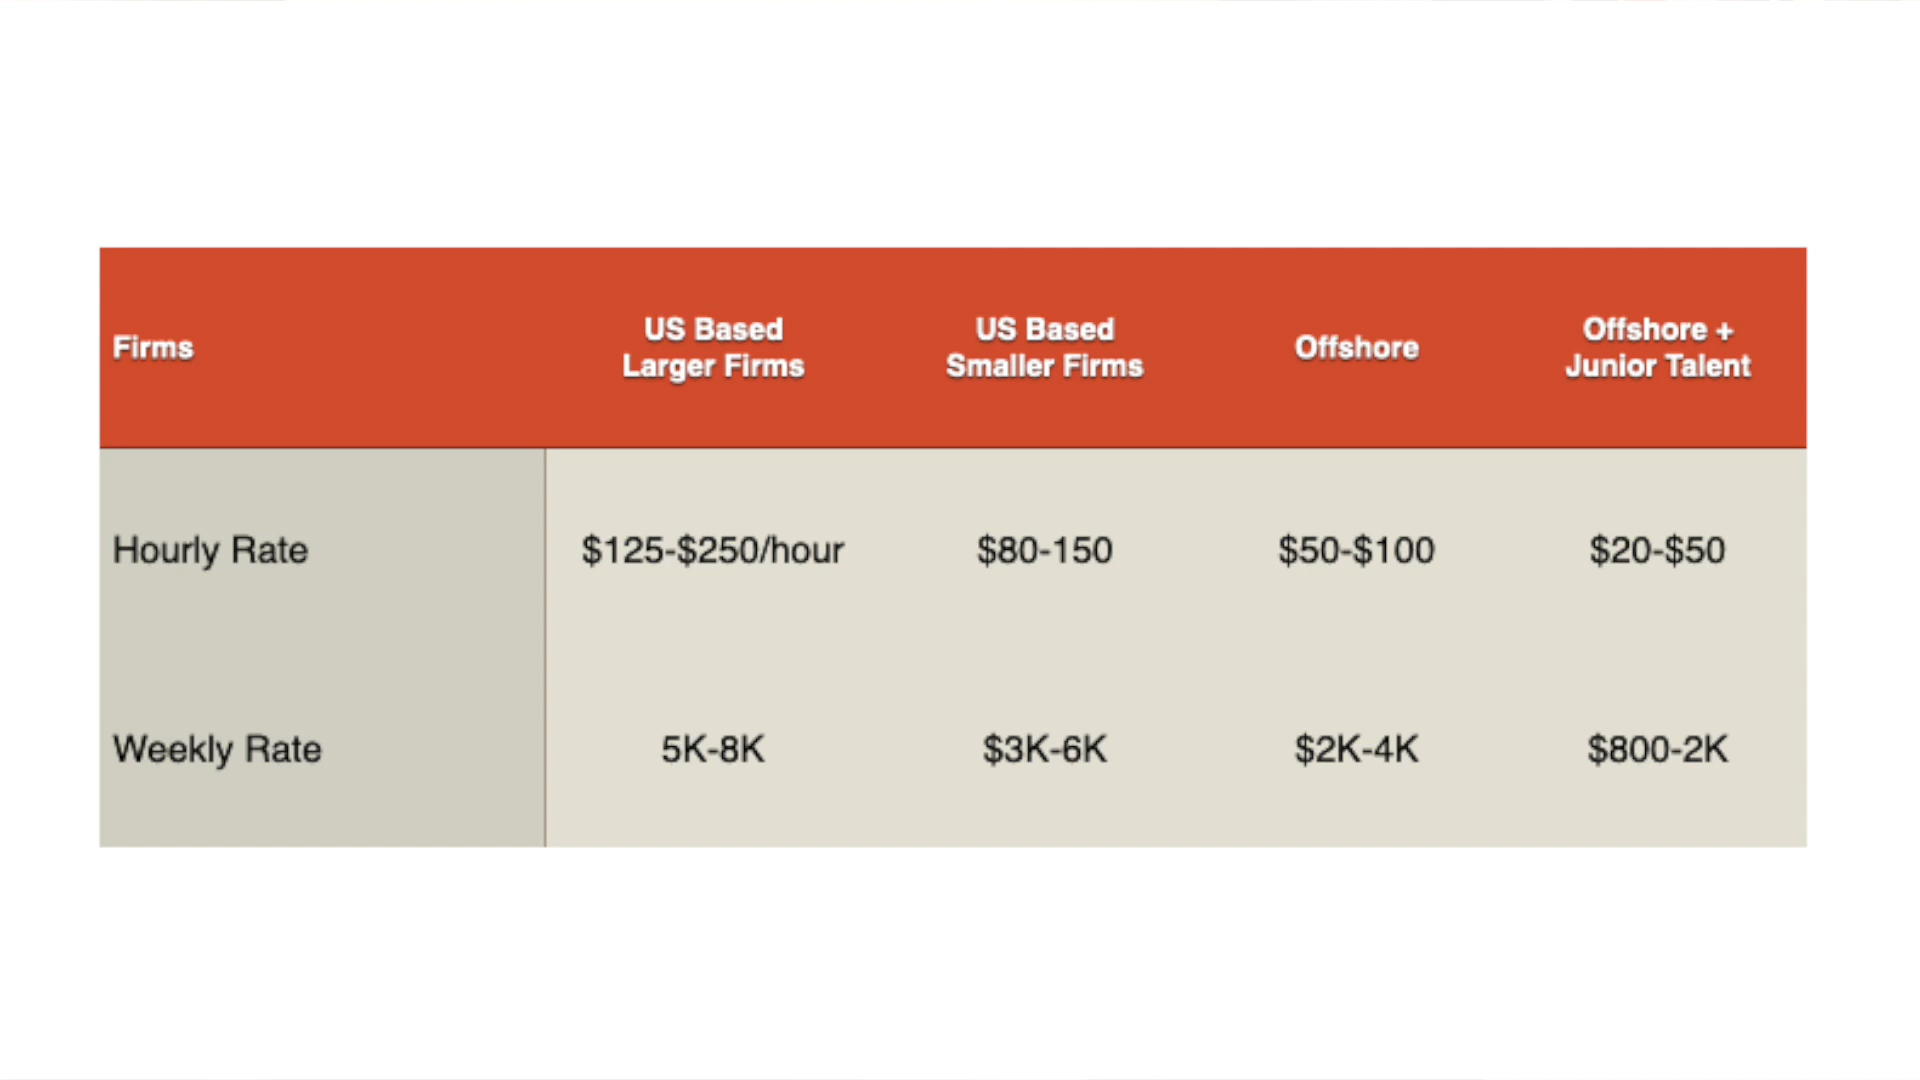 Firms
US Based
Larger Firms
US Based
Smaller Firms
Offshore
Offshore +
Junior Talent
Hourly Rate
$125-$250/hour
$80-150
$50-$100
$20-$50
Weekly Rate
5K-8K
$3K-6K
$2K-4K
$800-2K